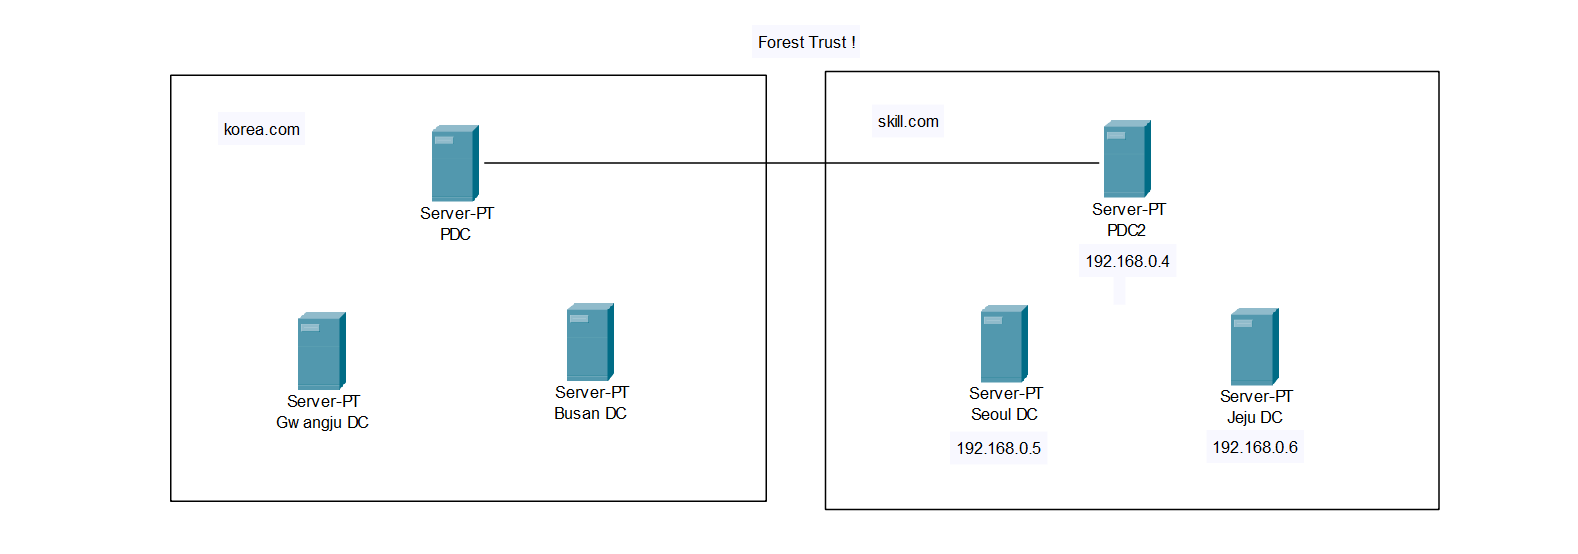 Forest Trust !
korea.com
skill.com
Server-PT
PDC
Server-PT
PDC2
192.168.0.4
Server-PT
Gwangju DC
Server-PT
Busan DC
Server-PT
Seoul DC
192.168.0.5
Server-PT
Jeju DC
192.168.0.6